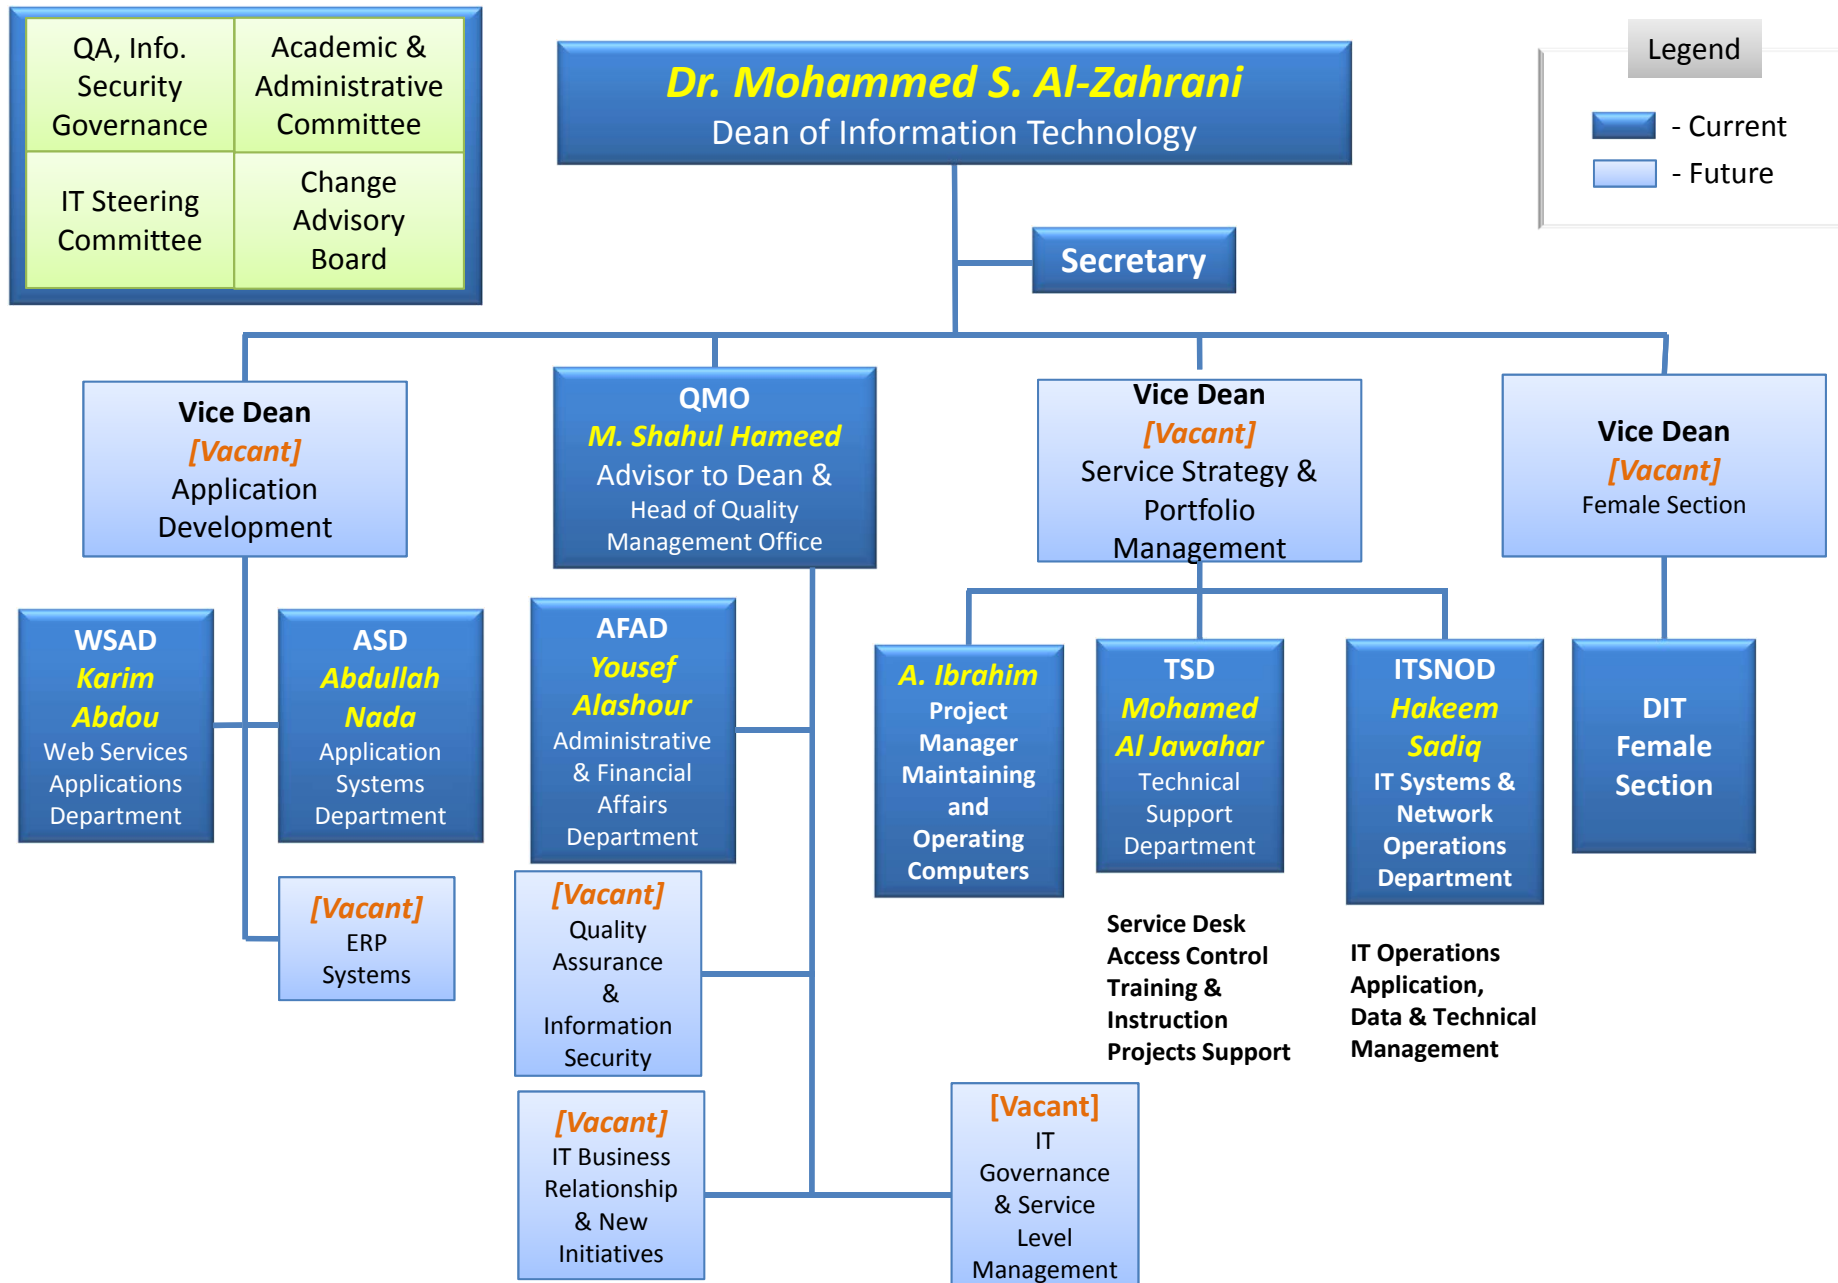 QA, Info.
Security
Governance
Academic &
Administrative
Committee
IT Steering
Committee
Change
Advisory
Board
Dr. Mohammed S. Al-Zahrani
Dean of Information Technology
Legend
- Current
- Future
Secretary
Vice Dean
[Vacant]
Application
Development
QMO
M. Shahul Hameed
Advisor to Dean &
Head of Quality
Management Office
Vice Dean
[Vacant]
Service Strategy &
Portfolio
Management
Vice Dean
[Vacant]
Female Section
WSAD
Karim
Abdou
Web Services
Applications
Department
ASD
Abdullah
Nada
Application
Systems
Department
AFAD
Yousef
Alashour
Administrative
& Financial
Affairs
Department
A. Ibrahim
Project
Manager
Maintaining
and
Operating
Computers
TSD
Mohamed
Al Jawahar
Technical
Support
Department
ITSNOD
Hakeem
Sadiq
IT Systems &
Network
Operations
Department
DIT
Female
Section
[Vacant]
ERP
Systems
[Vacant]
Quality
Assurance
&
Information
Security
Service Desk
Access Control
Training &
Instruction
Projects Support
IT Operations
Application,
Data & Technical
Management
[Vacant]
IT Business
Relationship
& New
Initiatives
[Vacant]
IT
Governance
& Service
Level
Management